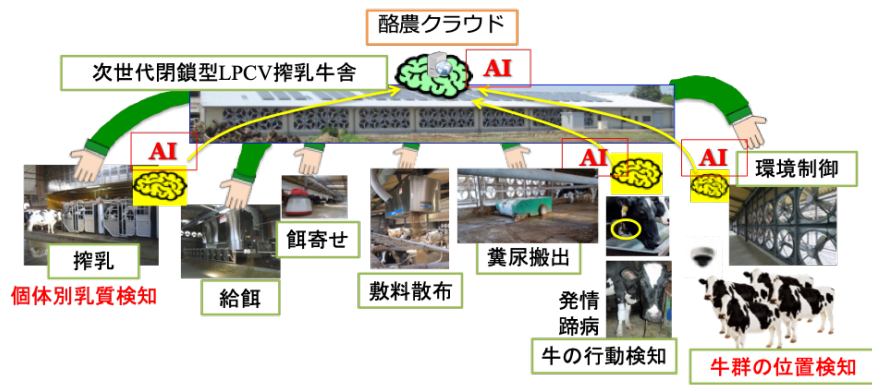 酪農クラウド
次世代閉鎖型LPCV搾乳牛舎
AI
AI
AI
AI
環境制御
搾乳
個体別乳質検知
給餌
餌寄せ
敷料散布
糞尿搬出
発情
蹄病
牛の行動検知
牛群の位置検知